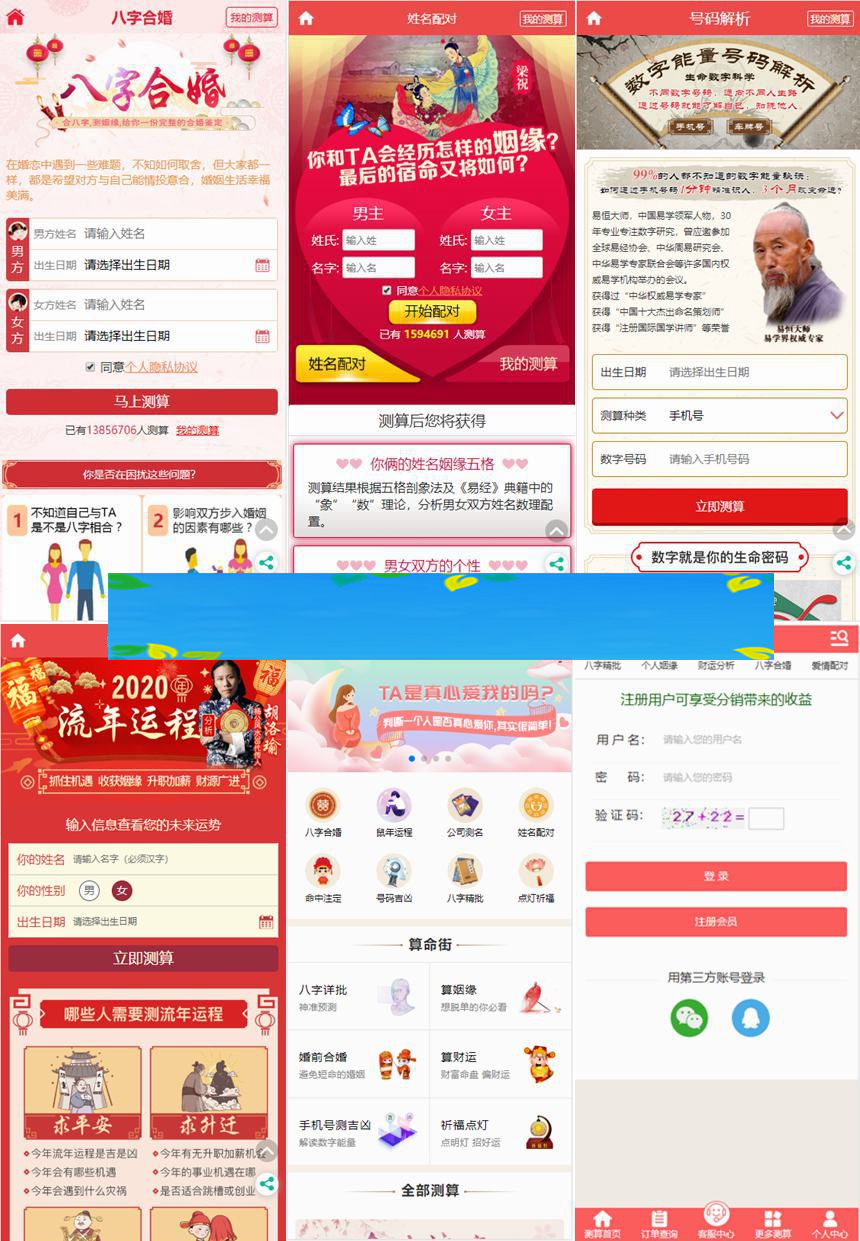 八字合婚
我的测算
八字合婚
合八字,测婚缘,给你一份完整的合婚鉴定
在婚恋中遇到一些难题，不知如何取舍，但大家都一
样，都是希望对方与自己能情投意合，婚姻生活幸福
美满。
男方
男方姓名 请输入姓名
出生日期 请选择出生日期
女方
女方姓名 请输入姓名
出生日期 请选择出生日期
同意个人隐私协议
马上测算
已有13856706人测算 我的测算
你是否在困扰这些问题？
1 不知道自己与TA
是不是八字相合？
2 影响双方步入婚姻
的因素有哪些？
姓名配对
我的测算
梁祝
你和TA会经历怎样的姻缘？
最后的宿命又将如何？
男主
女主
姓氏: 输入姓
姓氏: 输入姓
名字: 输入名
名字: 输入名
同意个人隐私协议
开始配对
已有 1594691 人测算
姓名配对
我的测算
测算后您将获得
你俩的姓名姻缘五格
测算结果根据五格剖象法及《易经》典籍中的
“象”“数”理论，分析男女双方姓名数理配
置。
男女双方的个性
号码解析
我的测算
数字能量号码解析
生命数字科学
不同数字号码，走向不同人生路
通过号码就能了解自己，知晓他人。
手机号
车牌号
99%的人都不知道的数字能量秘诀：
如何通过手机号码1分钟精准识人，3个月改变命运？
易恒大师，中国易学领军人物，30
年专业专注数字研究，曾应邀参加
全球易经协会、中华周易研究会、
中华易学专家联合会等许多国内权
威易学机构举办的会议。
获得过“中华权威易学专家”
获得“中国十大杰出命名策划师”
获得“注册国际国学讲师”等荣誉
易恒大师
易学界权威专家
出生日期 请选择出生日期
测算种类 手机号
数字号码 请输入手机号码
立即测算
数字就是你的生命密码
2020年
流年运程
分析
胡洛瑜
抓住机遇 收获姻缘 升职加薪 财源广进
福
福
输入信息查看您的未来运势
你的姓名 请输入名字（必须汉字）
你的性别 男 女
出生日期 请选择出生日期
立即测算
哪些人需要测流年运程
求平安
求升迁
今年流年运程是吉是凶
今年会有哪些机遇
今年会遇到什么灾祸
今年有无升职加薪机会
今年的事业机遇在哪
是否适合跳槽或创业
TA是真心爱我的吗？
判断一个人是否真心爱你,其实很简单!
八字合婚
鼠年运程
公司测名
姓名配对
命中注定
号码吉凶
八字精批
点灯祈福
算命街
八字详批
神准预测
算姻缘
想脱单的你必看
婚前合婚
避免短命的婚姻
算财运
财富命盘 偏财运
手机号测吉凶
解读数字能量
祈福点灯
点明灯 招好运
全部测算
八字精批
个人姻缘
财运分析
八字合婚
爱情配对
注册用户可享受分销带来的收益
用 户 名： 请输入您的用户名
密 码： 请输入您的密码
验 证 码： 27+22=
登 录
注册会员
用第三方账号登录
测算首页
订单查询
客服中心
更多测算
个人中心